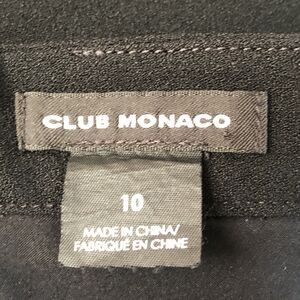 CLUB MONACO
10
MADE IN CHINA/
FABRIQUÉ EN CHINE